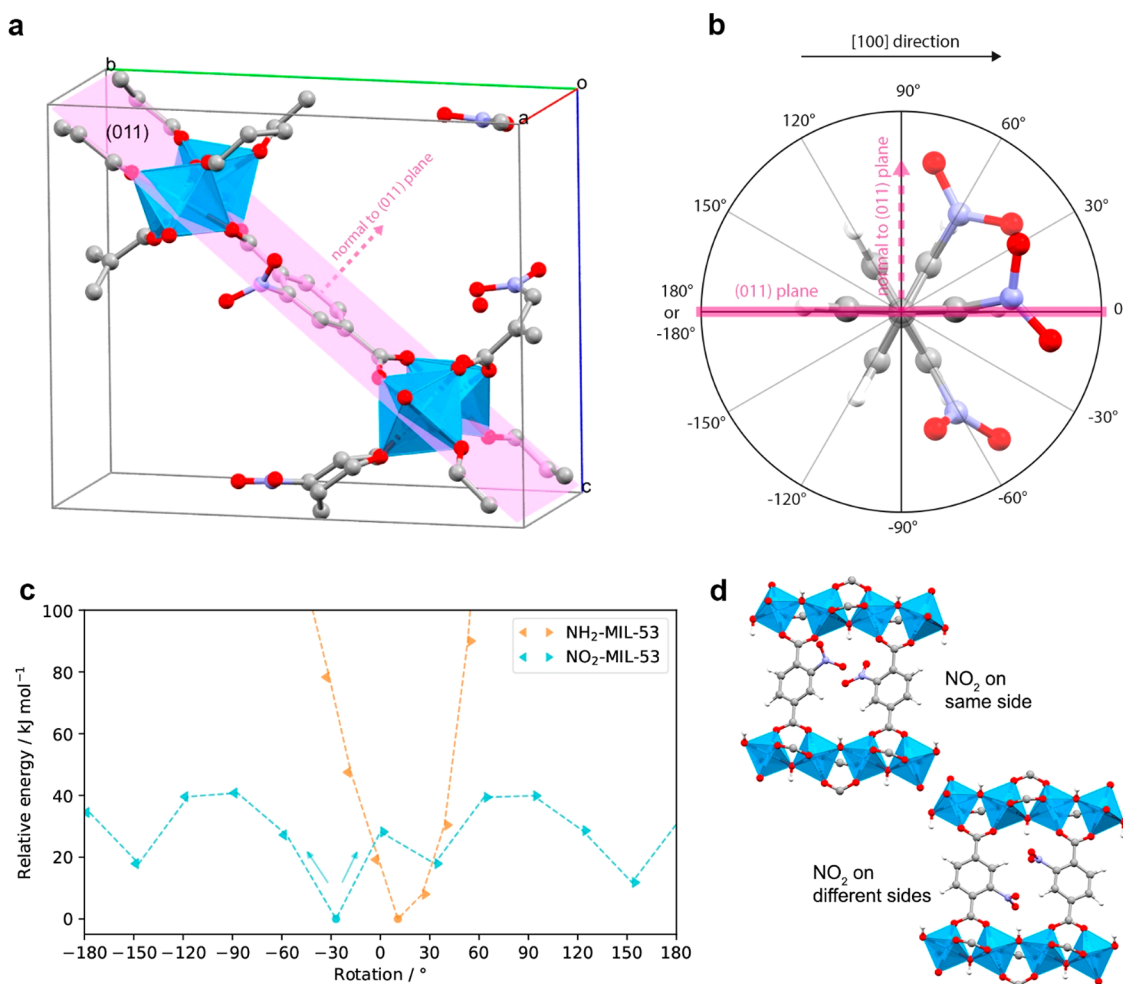 a
b
o
a
(011)
normal to (011) plane
c
b
[100] direction
90°
120°
60°
150°
30°
normal to (011) plane
180°
or
-180°
(011) plane
0
-150°
-30°
-120°
-60°
-90°
c
Relative energy / kJ mol⁻¹
100
80
60
40
20
0
NH₂-MIL-53
NO₂-MIL-53
−180 −150 −120 −90 −60 −30 0 30 60 90 120 150 180
Rotation / °
d
NO₂ on
same side
NO₂ on
different sides